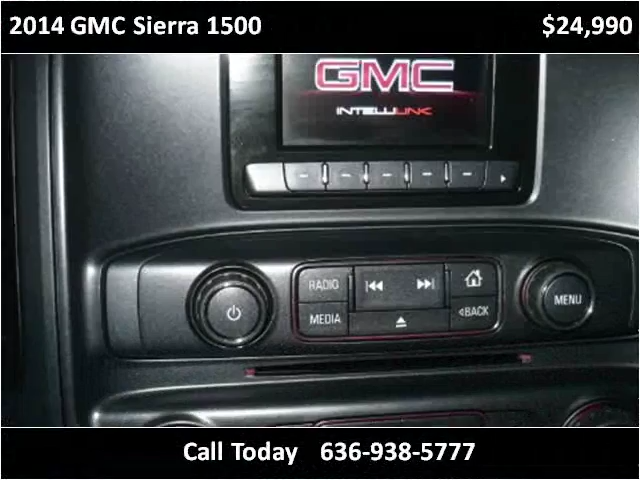 2014 GMC Sierra 1500 $24,990
GMC
INTELLILINK
RADIO
MEDIA
<BACK
MENU
Call Today 636-938-5777